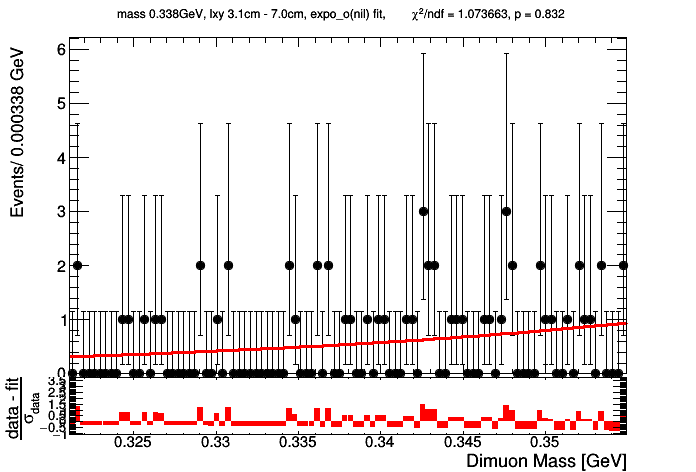 mass 0.338GeV, lxy 3.1cm - 7.0cm, expo_o(nil) fit, χ²/ndf = 1.073663, p = 0.832
Events/ 0.000338 GeV
6
5
4
3
2
1
0
data - fit
σdata
3.5
0.325
0.33
0.335
0.34
0.345
0.35
Dimuon Mass [GeV]